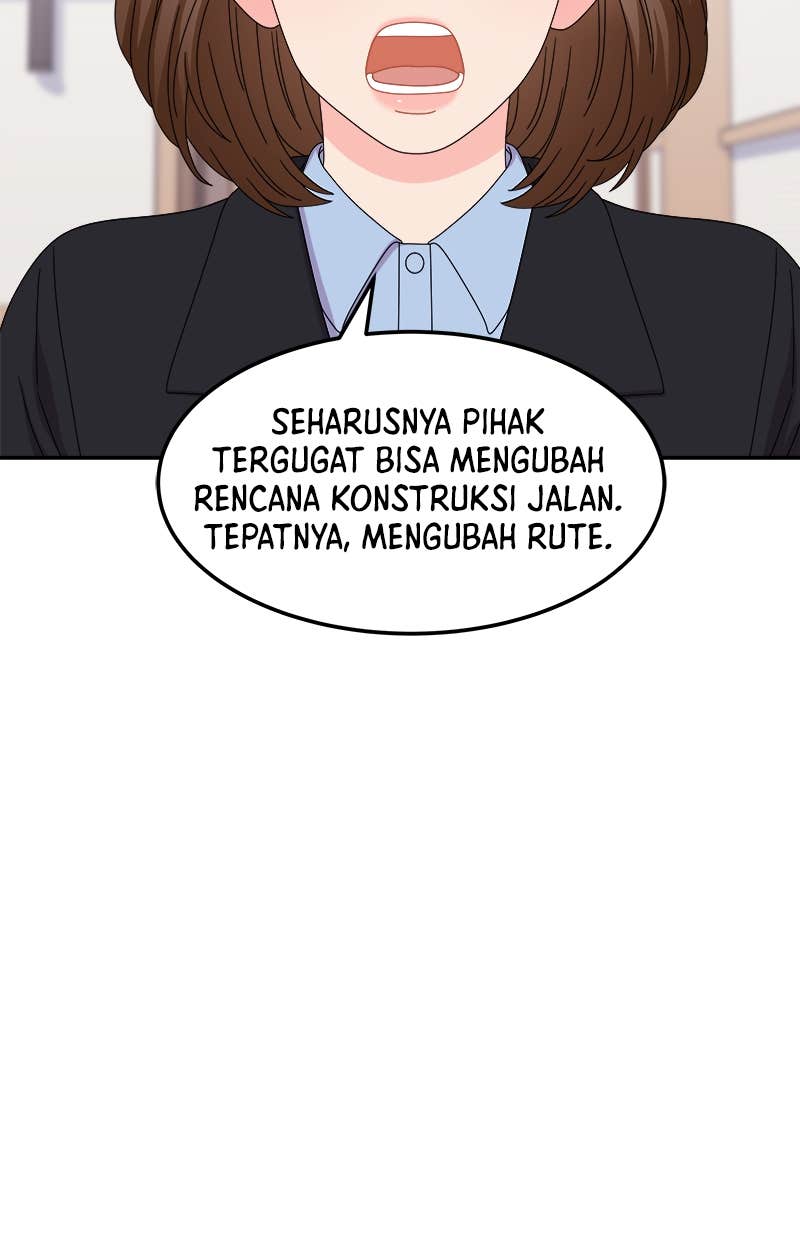 SEHARUSNYA PIHAK
TERGUGAT BISA MENGUBAH
RENCANA KONSTRUKSI JALAN.
TEPATNYA, MENGUBAH RUTE.